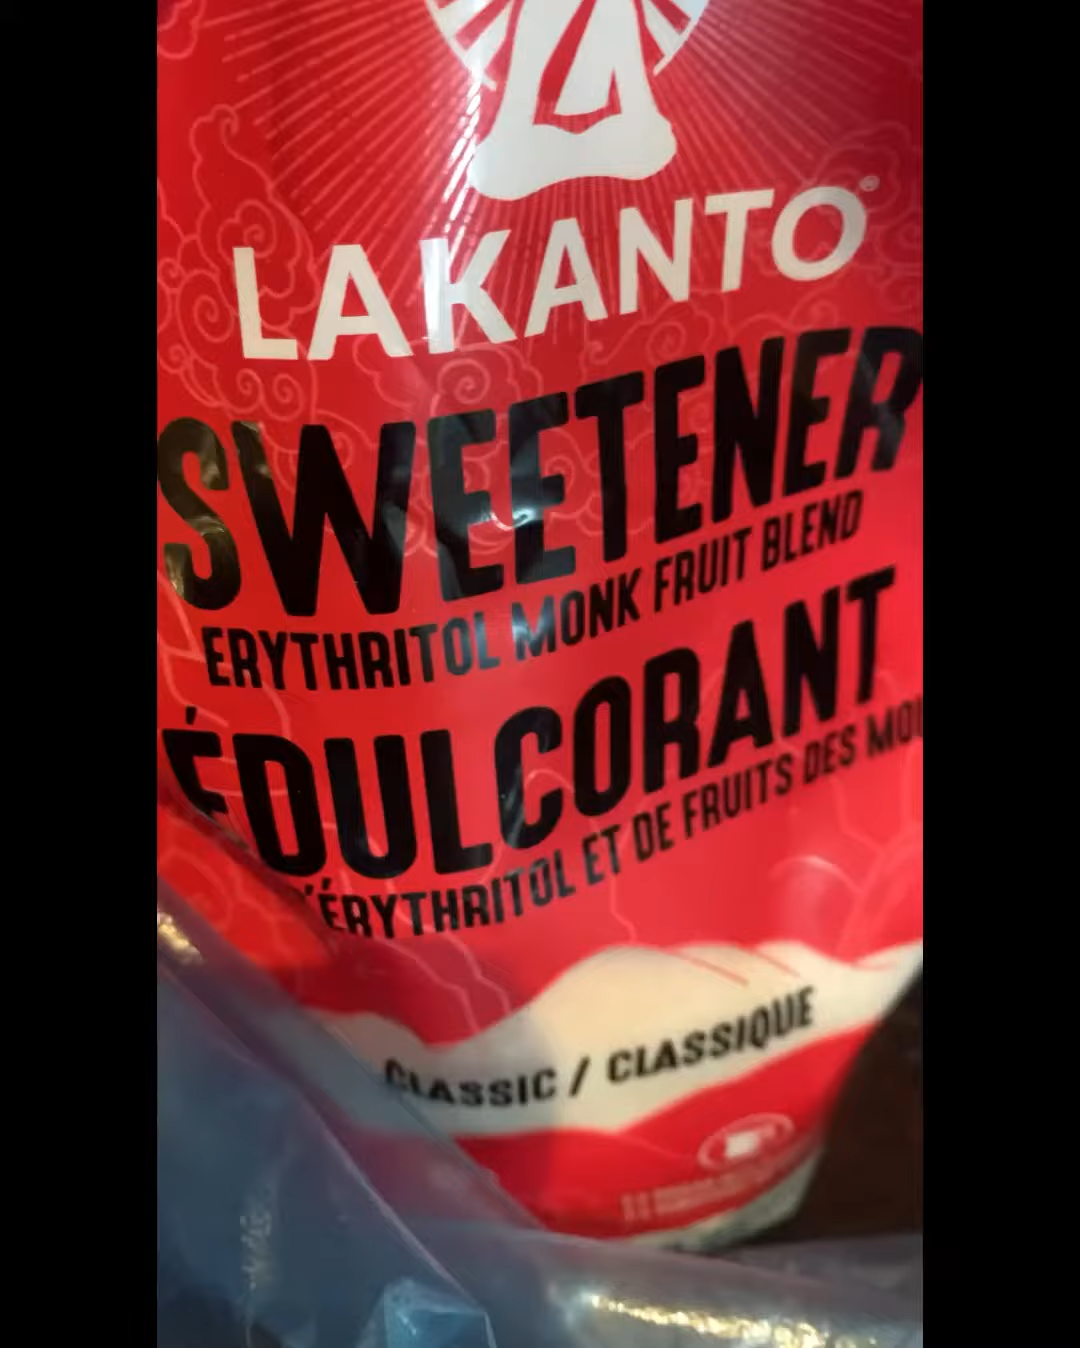 LAKANTO®
SWEETENER
ERYTHRITOL MONK FRUIT BLEND
ÉDULCORANT
D'ÉRYTHRITOL ET DE FRUITS DES
CLASSIC / CLASSIQUE